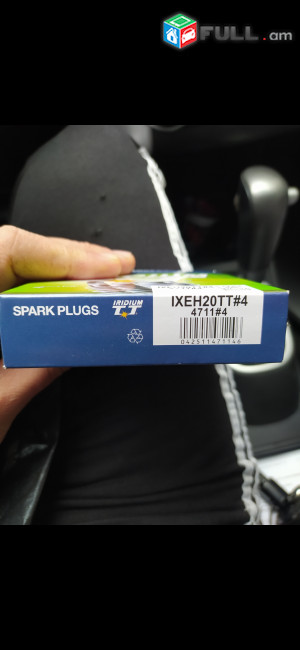 FULL.am
SPARK PLUGS
IRIDIUM
TT
IXEH20TT#4
4711#4
042511471146